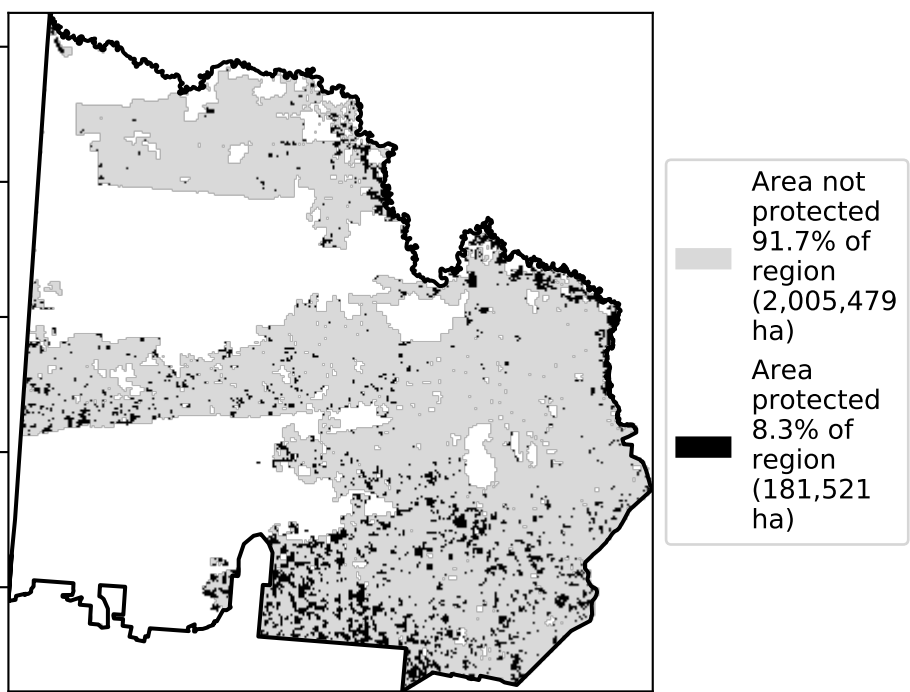 Area not
protected
91.7% of
region
(2,005,479
ha)
Area
protected
8.3% of
region
(181,521
ha)